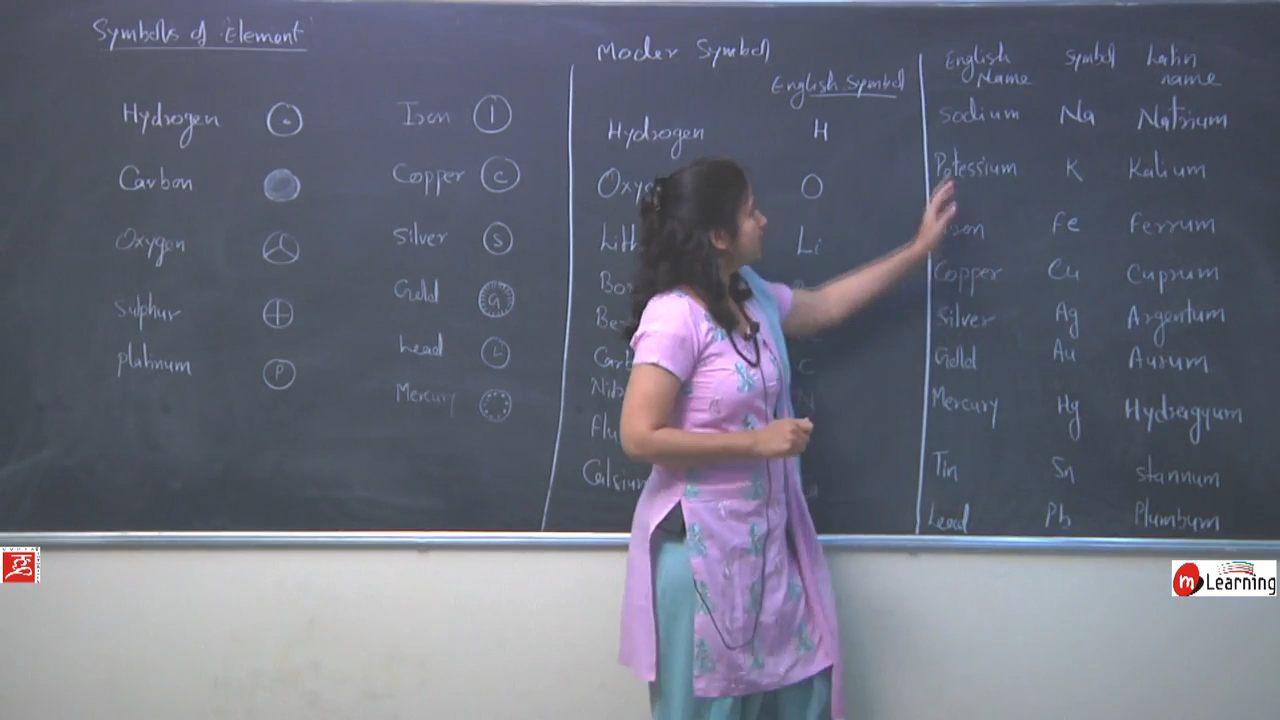 Symbols of Element
Hydrogen
Carbon
Oxygen
Sulphur
Platinum P
Iron I
Copper C
Silver S
Gold G
Lead L
Mercury
Moder Symbol
English Symbol
Hydrogen H
O
Li
C
N
English Name Symbol Latin name
Sodium Na Natrium
Potessium K Kalium
Iron Fe Ferrum
Copper Cu Cuprum
Silver Ag Argentum
Gold Au Aurum
Mercury Hg Hydrargyum
Tin Sn Stannum
Lead Pb Plumbum
m Learning